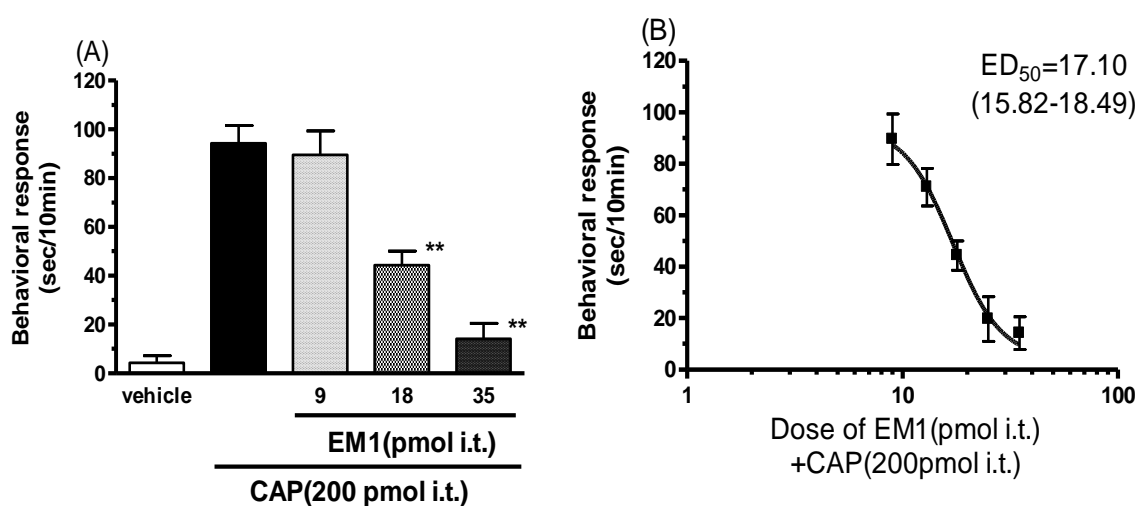 (A)
120
100
80
60
40
20
0
Behavioral response
(sec/10min)
**
**
vehicle
9
18
35
EM1(pmol i.t.)
CAP(200 pmol i.t.)
(B)
ED50=17.10
(15.82-18.49)
120
100
80
60
40
20
0
Behavioral response
(sec/10min)
1
10
100
Dose of EM1(pmol i.t.)
+CAP(200pmol i.t.)